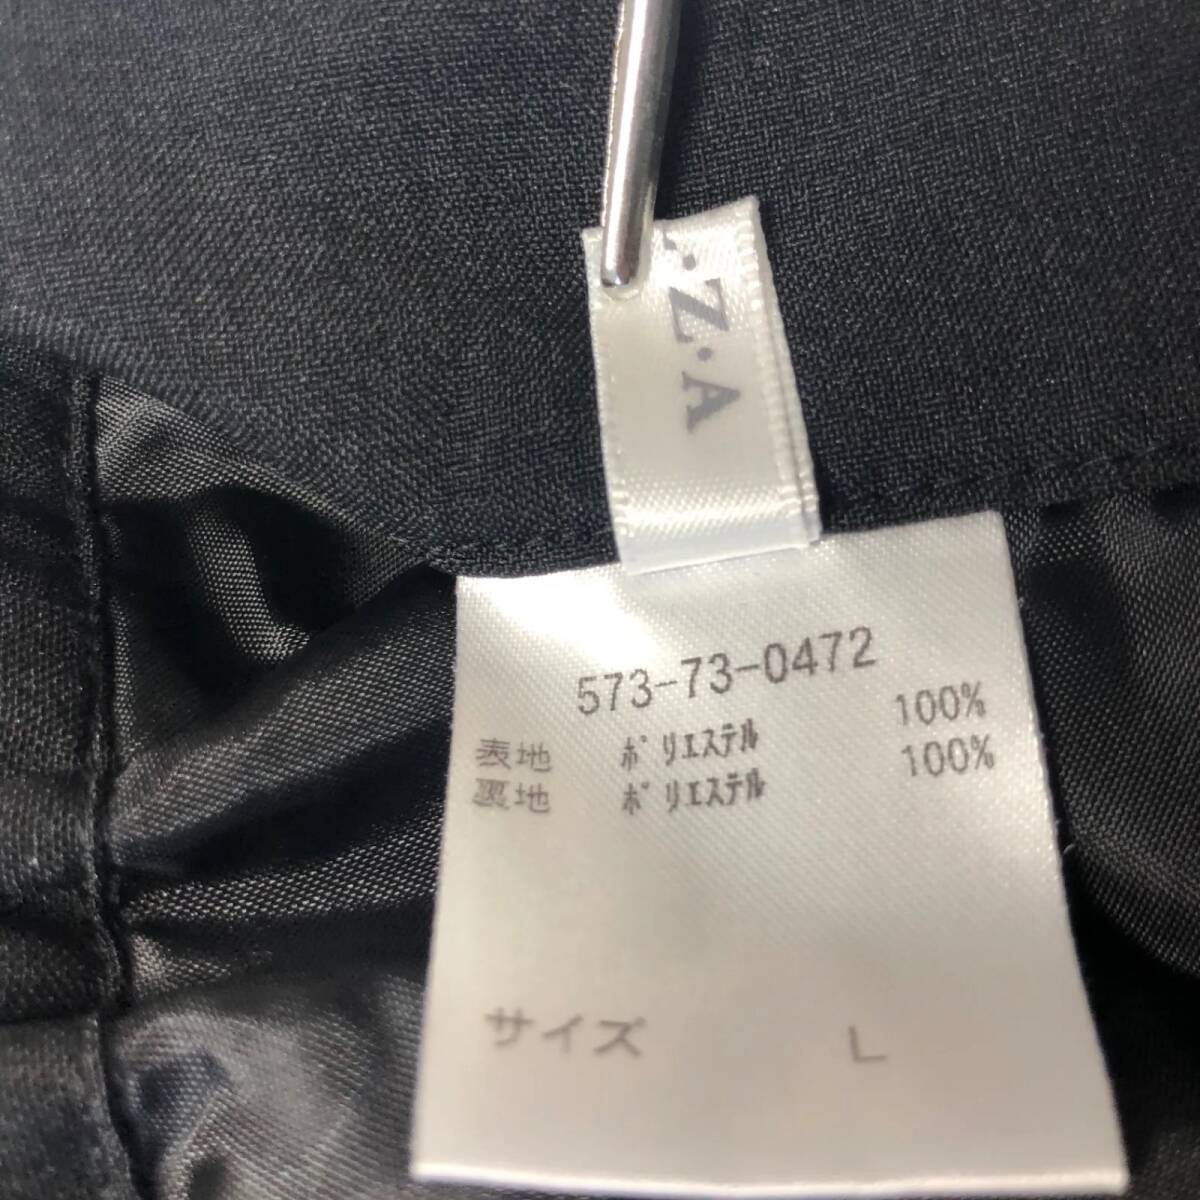 ·Z·A
573-73-0472
表地 ポリエステル 100%
裏地 ポリエステル 100%
サイズ L